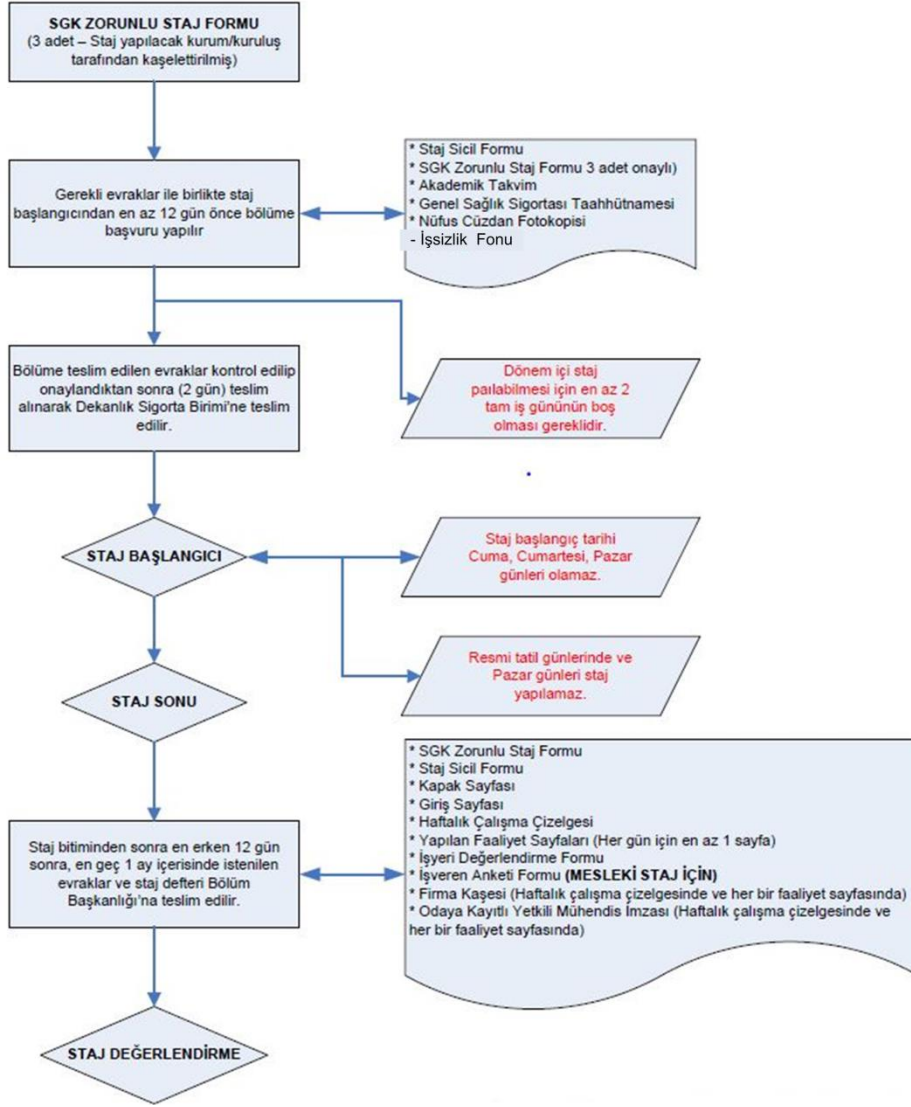 SGK ZORUNLU STAJ FORMU
(3 adet – Staj yapılacak kurum/kuruluş
tarafından kaşelettirilmiş)
Gerekli evraklar ile birlikte staj
başlangıcından en az 12 gün önce bölüme
başvuru yapılır
* Staj Sicil Formu
* SGK Zorunlu Staj Formu 3 adet onaylı)
* Akademik Takvim
* Genel Sağlık Sigortası Taahhütnamesi
* Nüfus Cüzdan Fotokopisi
- İşsizlik Fonu
Bölüme teslim edilen evraklar kontrol edilip
onaylandıktan sonra (2 gün) teslim
alınarak Dekanlık Sigorta Birimi'ne teslim
edilir.
Dönem içi staj
paılabilmesi için en az 2
tam iş gününün boş
olması gereklidir.
STAJ BAŞLANGICI
Staj başlangıç tarihi
Cuma, Cumartesi, Pazar
günleri olamaz.
Resmi tatil günlerinde ve
Pazar günleri staj
yapılamaz.
STAJ SONU
Staj bitiminden sonra en erken 12 gün
sonra, en geç 1 ay içerisinde istenilen
evraklar ve staj defteri Bölüm
Başkanlığı'na teslim edilir.
* SGK Zorunlu Staj Formu
* Staj Sicil Formu
* Kapak Sayfası
* Giriş Sayfası
* Haftalık Çalışma Çizelgesi
* Yapılan Faaliyet Sayfaları (Her gün için en az 1 sayfa)
* İşyeri Değerlendirme Formu
* İşveren Anketi Formu (MESLEKİ STAJ İÇİN)
* Firma Kaşesi (Haftalık çalışma çizelgesinde ve her bir faaliyet sayfasında)
* Odaya Kayıtlı Yetkili Mühendis İmzası (Haftalık çalışma çizelgesinde ve
her bir faaliyet sayfasında)
STAJ DEĞERLENDİRME